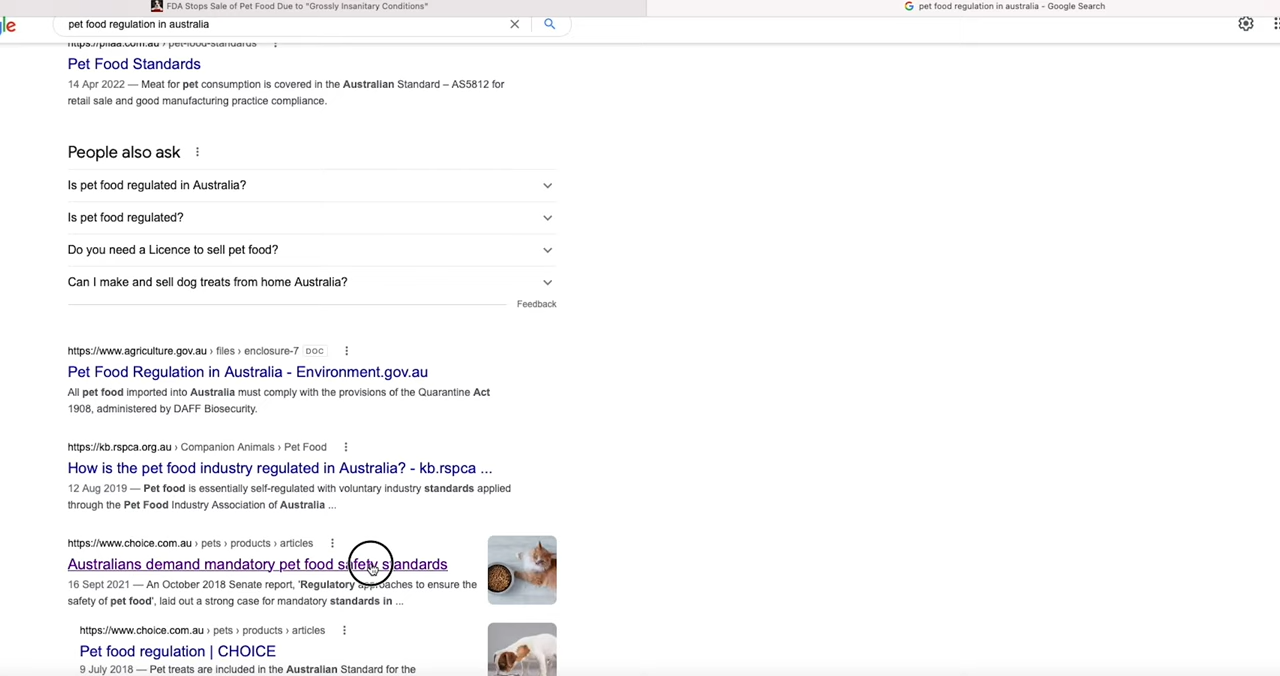 FDA Stops Sale of Pet Food Due to "Grossly Insanitary Conditions"
pet food regulation in australia - Google Search
gle
pet food regulation in australia
https://pfiaa.com.au › pet-food-standards
Pet Food Standards
14 Apr 2022 — Meat for pet consumption is covered in the Australian Standard – AS5812 for
retail sale and good manufacturing practice compliance.
People also ask
Is pet food regulated in Australia?
Is pet food regulated?
Do you need a Licence to sell pet food?
Can I make and sell dog treats from home Australia?
Feedback
https://www.agriculture.gov.au › files › enclosure-7 DOC
Pet Food Regulation in Australia - Environment.gov.au
All pet food imported into Australia must comply with the provisions of the Quarantine Act
1908, administered by DAFF Biosecurity.
https://kb.rspca.org.au › Companion Animals › Pet Food
How is the pet food industry regulated in Australia? - kb.rspca ...
12 Aug 2019 — Pet food is essentially self-regulated with voluntary industry standards applied
through the Pet Food Industry Association of Australia ...
https://www.choice.com.au › pets › products › articles
Australians demand mandatory pet food safety standards
16 Sept 2021 — An October 2018 Senate report, 'Regulatory approaches to ensure the
safety of pet food', laid out a strong case for mandatory standards in ...
https://www.choice.com.au › pets › products › articles
Pet food regulation | CHOICE
9 July 2018 — Pet treats are included in the Australian Standard for the